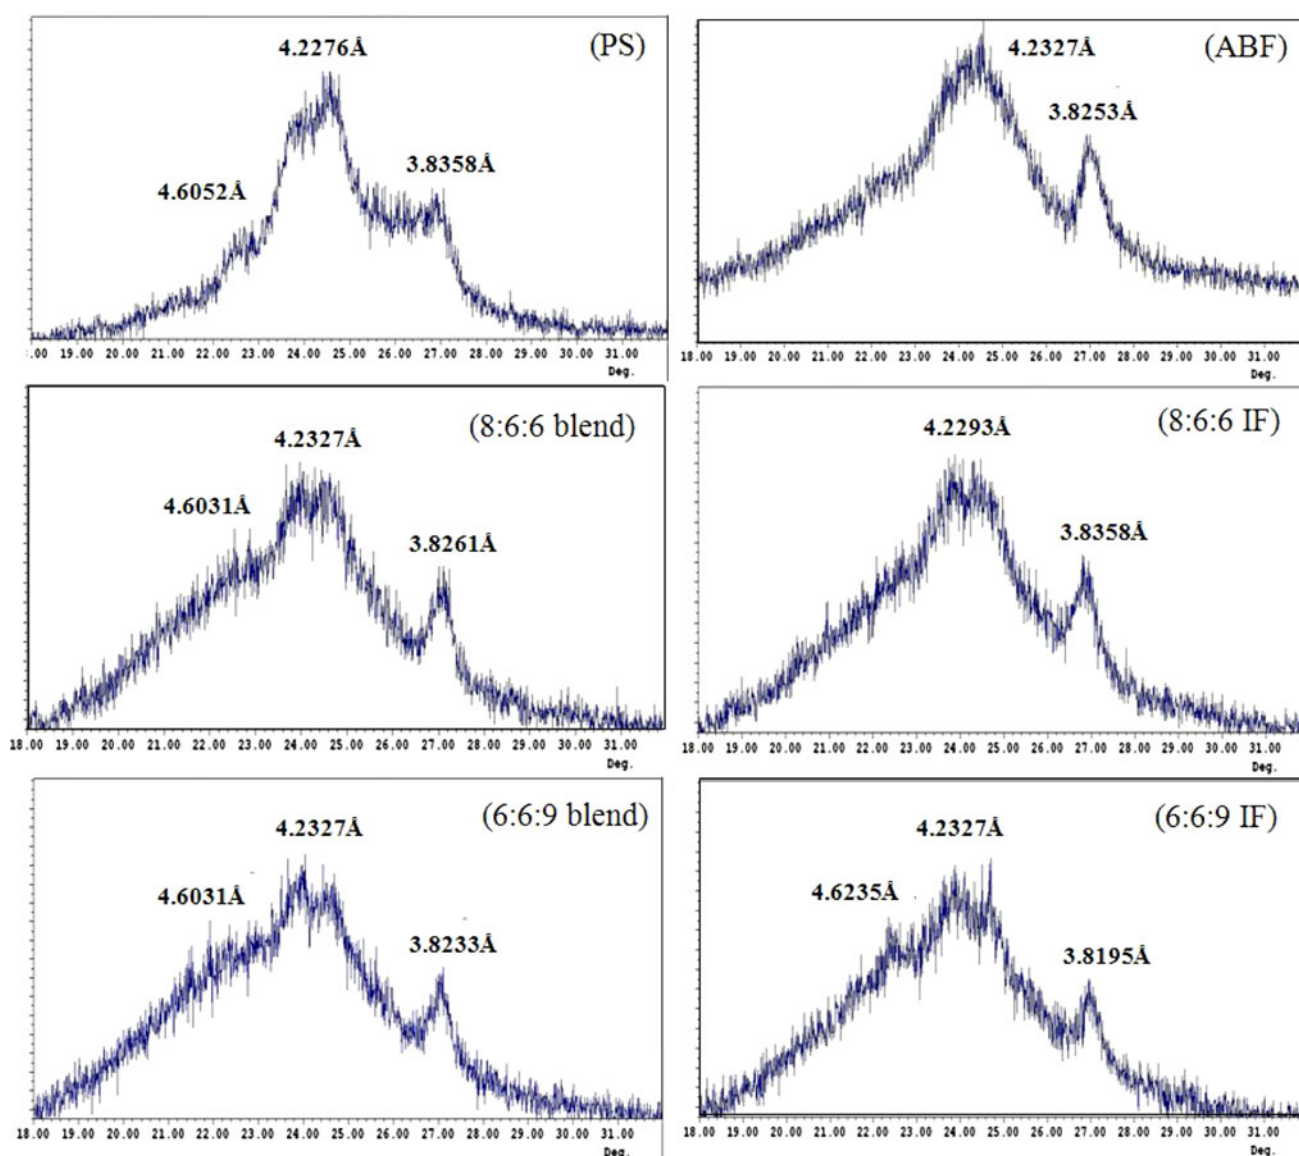 (PS)
4.2276Å
4.6052Å
3.8358Å
:8.00 19.00 20.00 21.00 22.00 23.00 24.00 25.00 26.00 27.00 28.00 29.00 30.00 31.00
Deg.
(ABF)
4.2327Å
3.8253Å
18.00 19.00 20.00 21.00 22.00 23.00 24.00 25.00 26.00 27.00 28.00 29.00 30.00 31.00
Deg.
(8:6:6 blend)
4.2327Å
4.6031Å
3.8261Å
18.00 19.00 20.00 21.00 22.00 23.00 24.00 25.00 26.00 27.00 28.00 29.00 30.00 31.00
Deg.
(8:6:6 IF)
4.2293Å
3.8358Å
18.00 19.00 20.00 21.00 22.00 23.00 24.00 25.00 26.00 27.00 28.00 29.00 30.00 31.00
Deg.
(6:6:9 blend)
4.2327Å
4.6031Å
3.8233Å
18.00 19.00 20.00 21.00 22.00 23.00 24.00 25.00 26.00 27.00 28.00 29.00 30.00 31.00
Deg.
(6:6:9 IF)
4.2327Å
4.6235Å
3.8195Å
18.00 19.00 20.00 21.00 22.00 23.00 24.00 25.00 26.00 27.00 28.00 29.00 30.00 31.00
Deg.